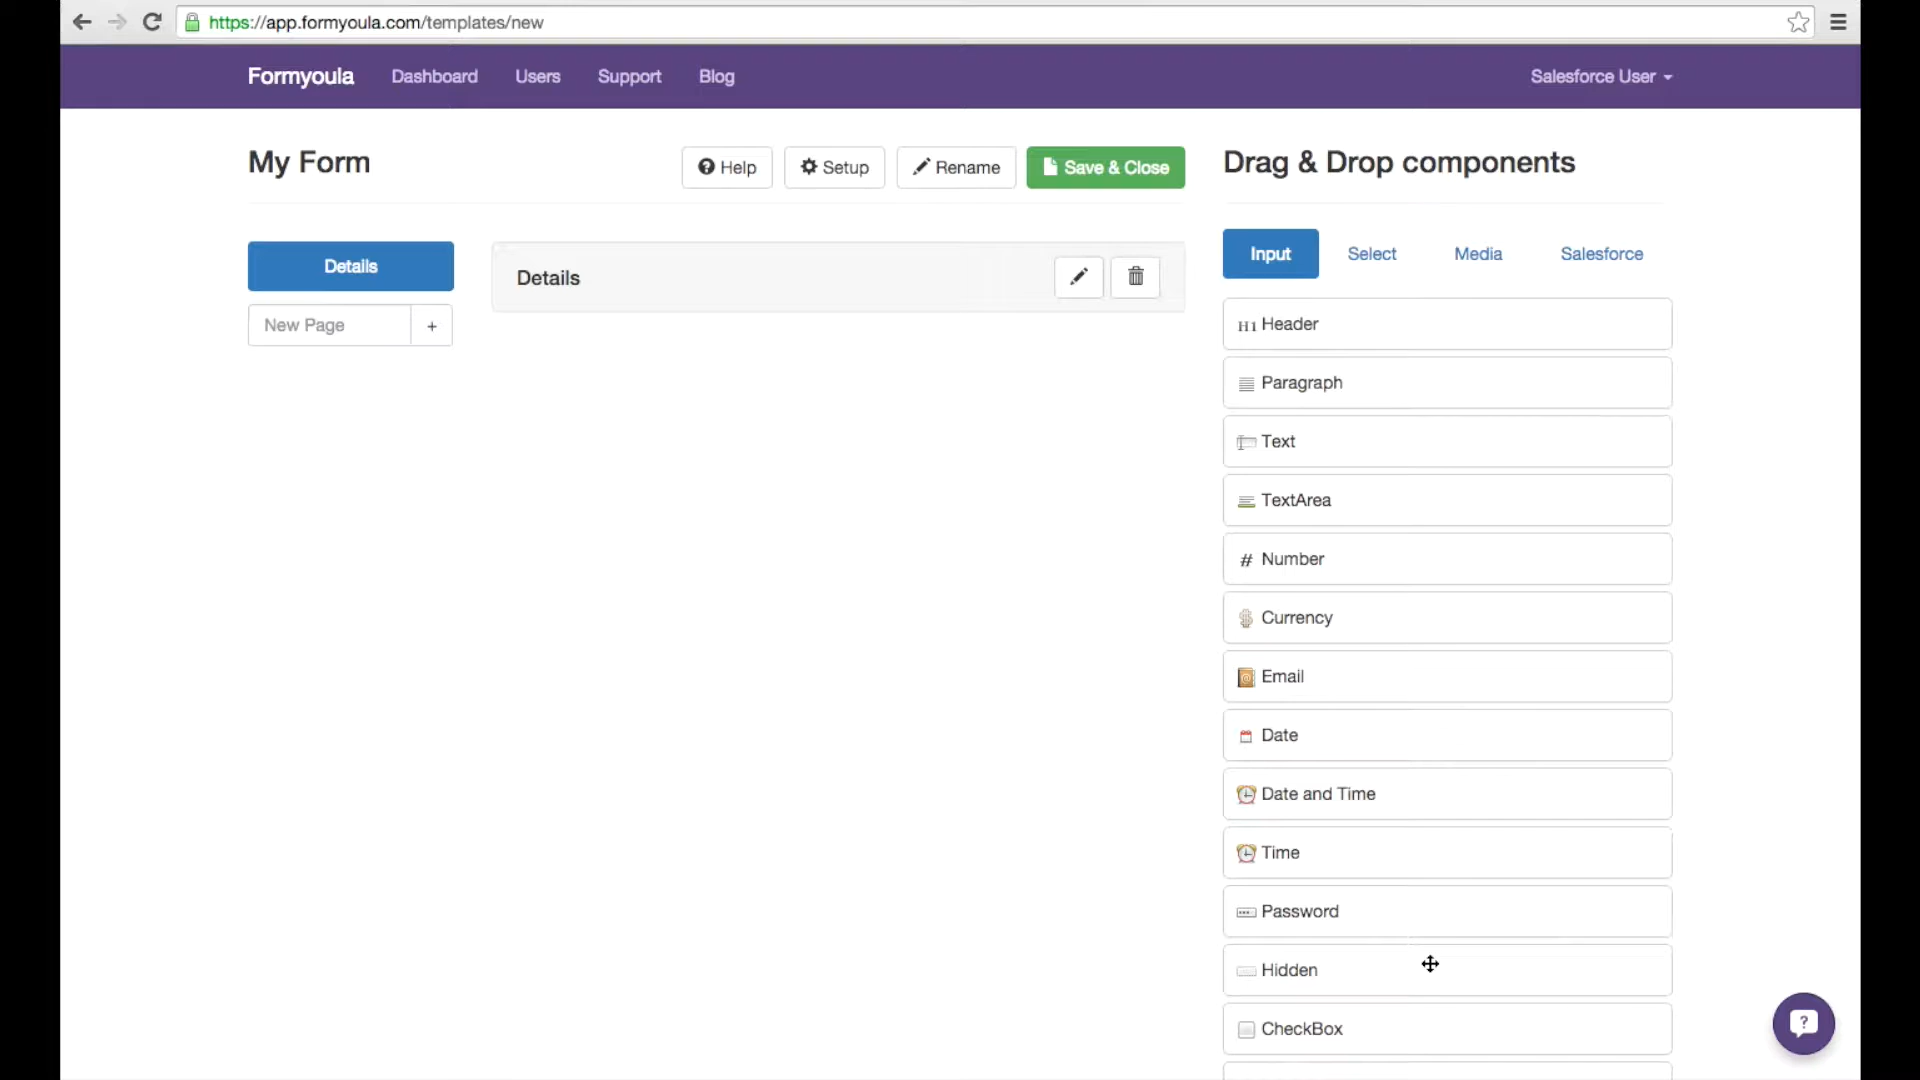 https://app.formyoula.com/templates/new
Formyoula Dashboard Users Support Blog Salesforce User
My Form Help Setup Rename Save & Close
Drag & Drop components
Details
New Page +
Details
Input Select Media Salesforce
H1 Header
Paragraph
Text
TextArea
# Number
Currency
Email
Date
Date and Time
Time
Password
Hidden
CheckBox